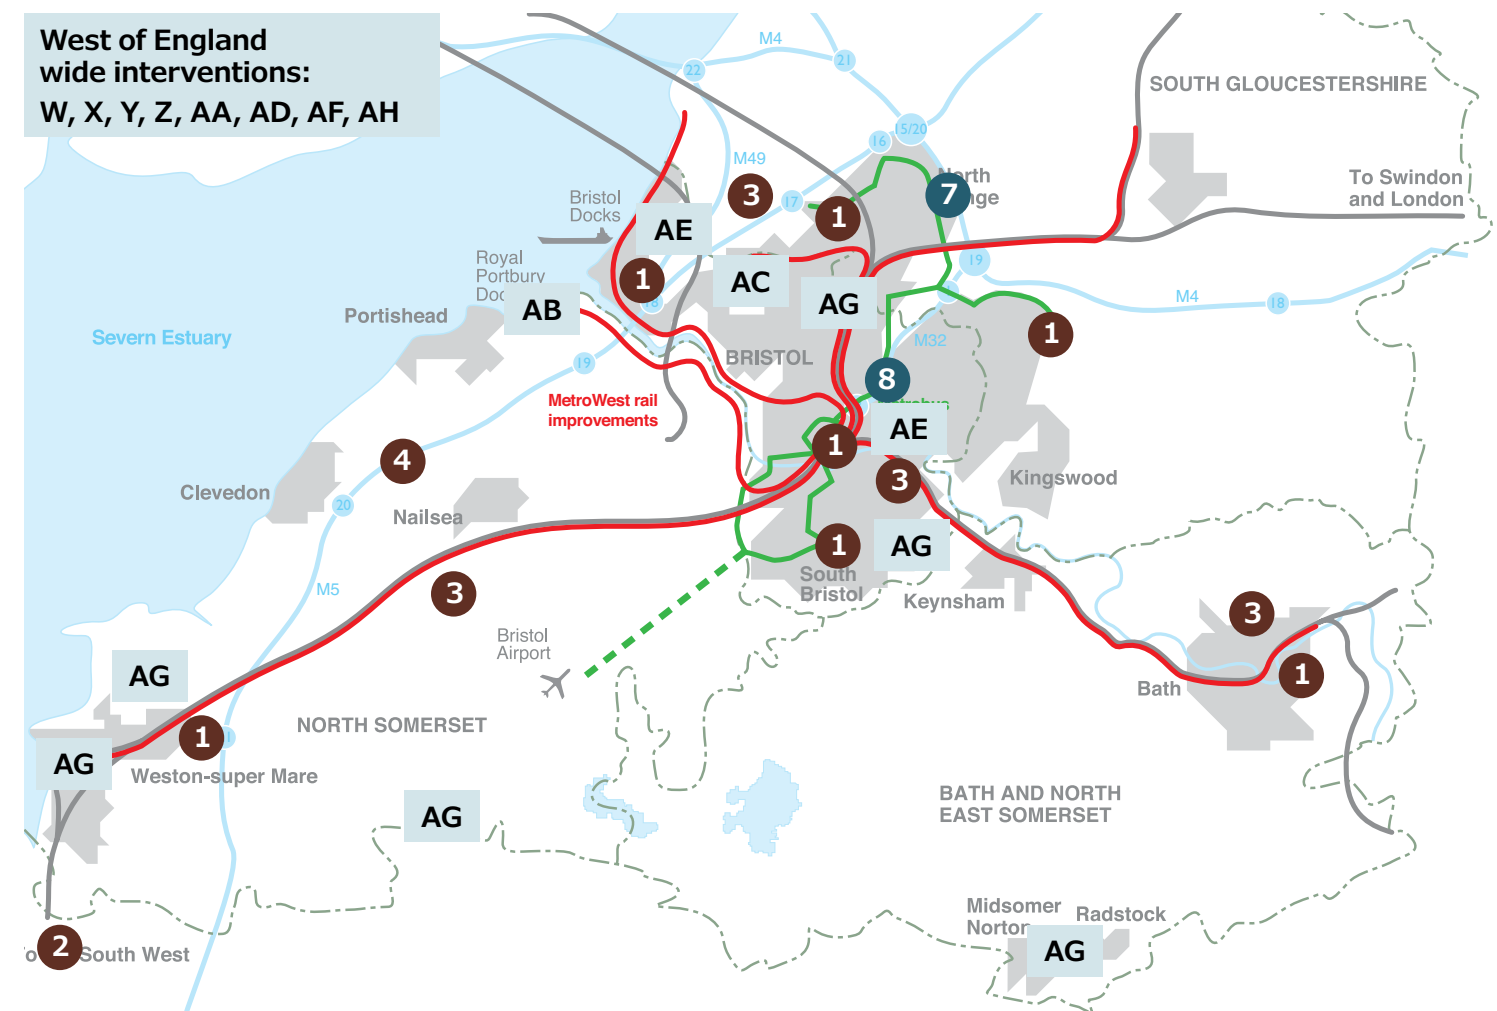 West of England
wide interventions:
W, X, Y, Z, AA, AD, AF, AH
M4
21
22
SOUTH GLOUCESTERSHIRE
15/20
16
M49
North
To Swindon
and London
3
17
7
Bristol
Docks
1
AE
Royal
Portbury
1
AC
19
AG
AB
18
M4
18
Portishead
Severn Estuary
1
M32
BRISTOL
19
8
MetroWest rail
improvements
AE
1
4
Kingswood
3
Clevedon
20
Nailsea
1
AG
South
Bristol
Keynsham
M5
3
3
Bristol
Airport
AG
1
Bath
NORTH SOMERSET
1
AG
Weston-super Mare
BATH AND NORTH
EAST SOMERSET
AG
Midsomer
Norton
Radstock
2
South West
AG